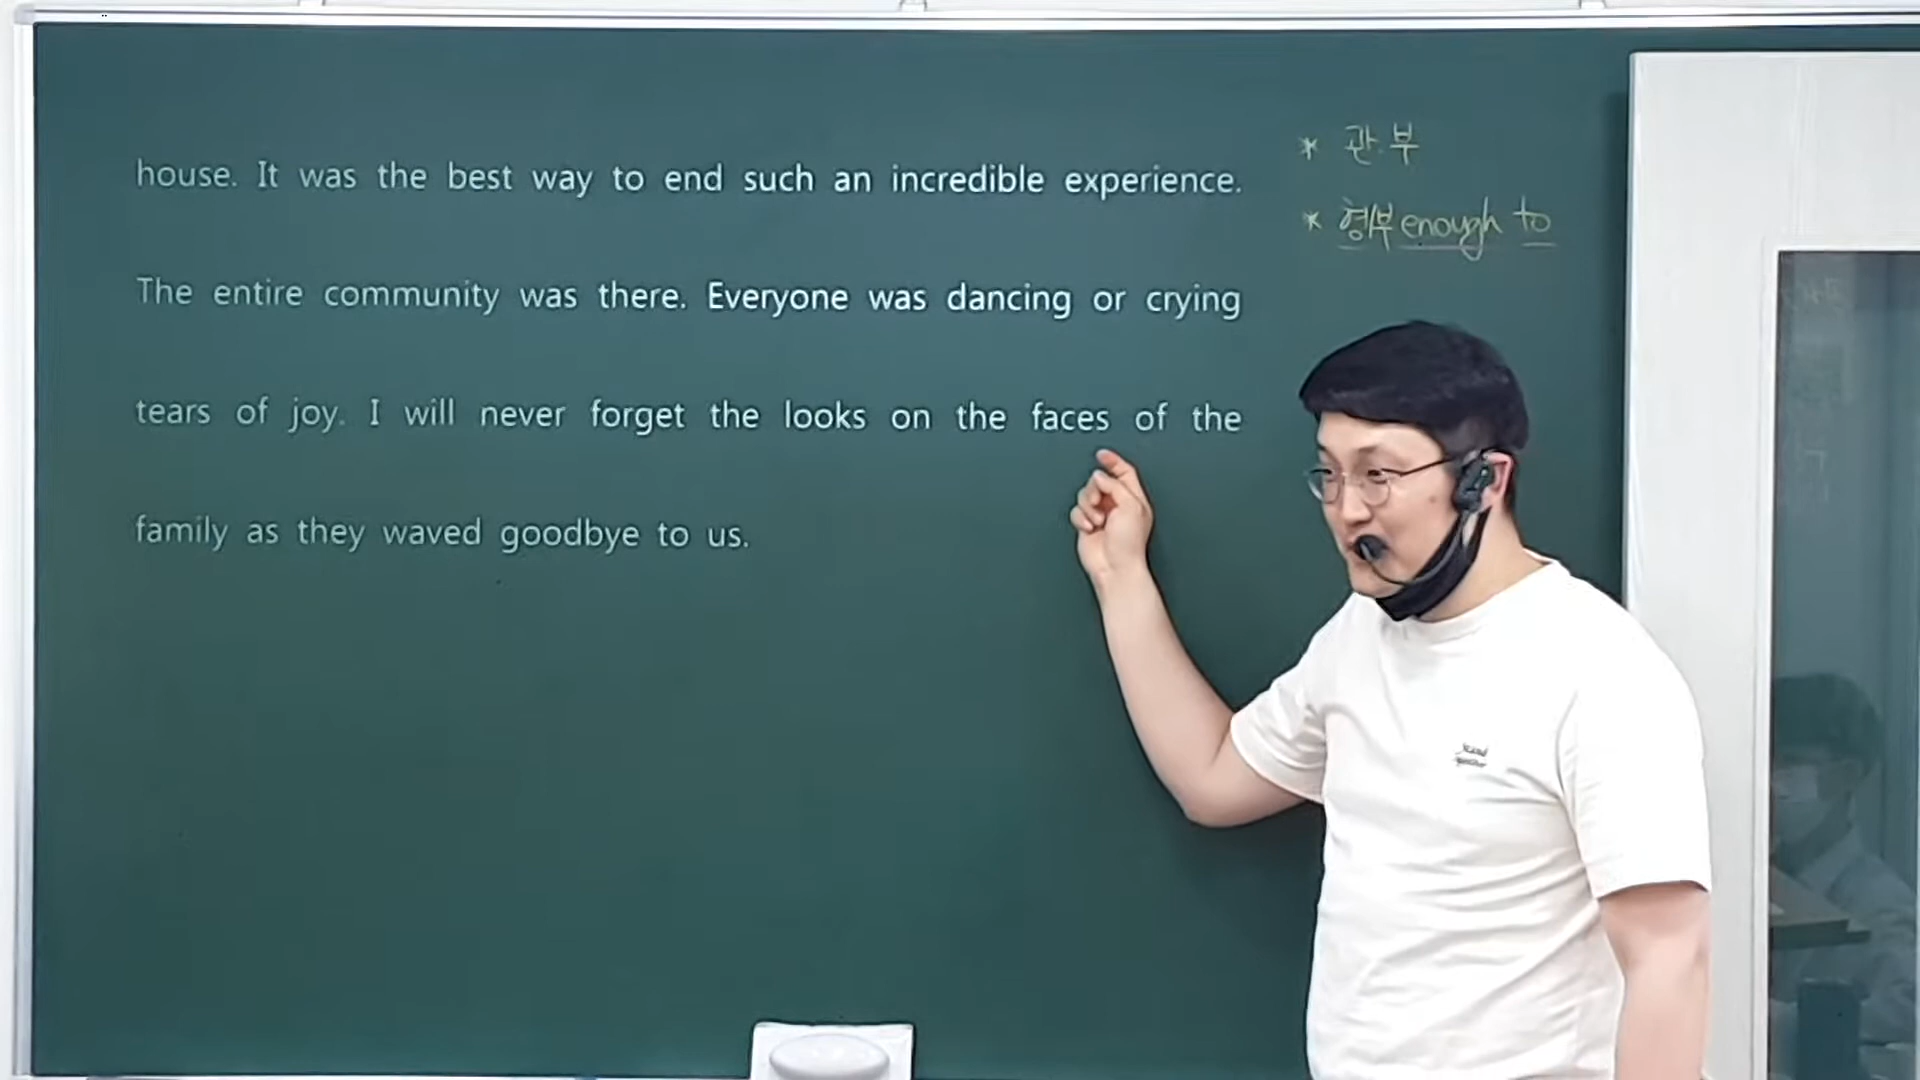 house. It was the best way to end such an incredible experience.
The entire community was there. Everyone was dancing or crying
tears of joy. I will never forget the looks on the faces of the
family as they waved goodbye to us.
* 관.부
* 형/부 enough to